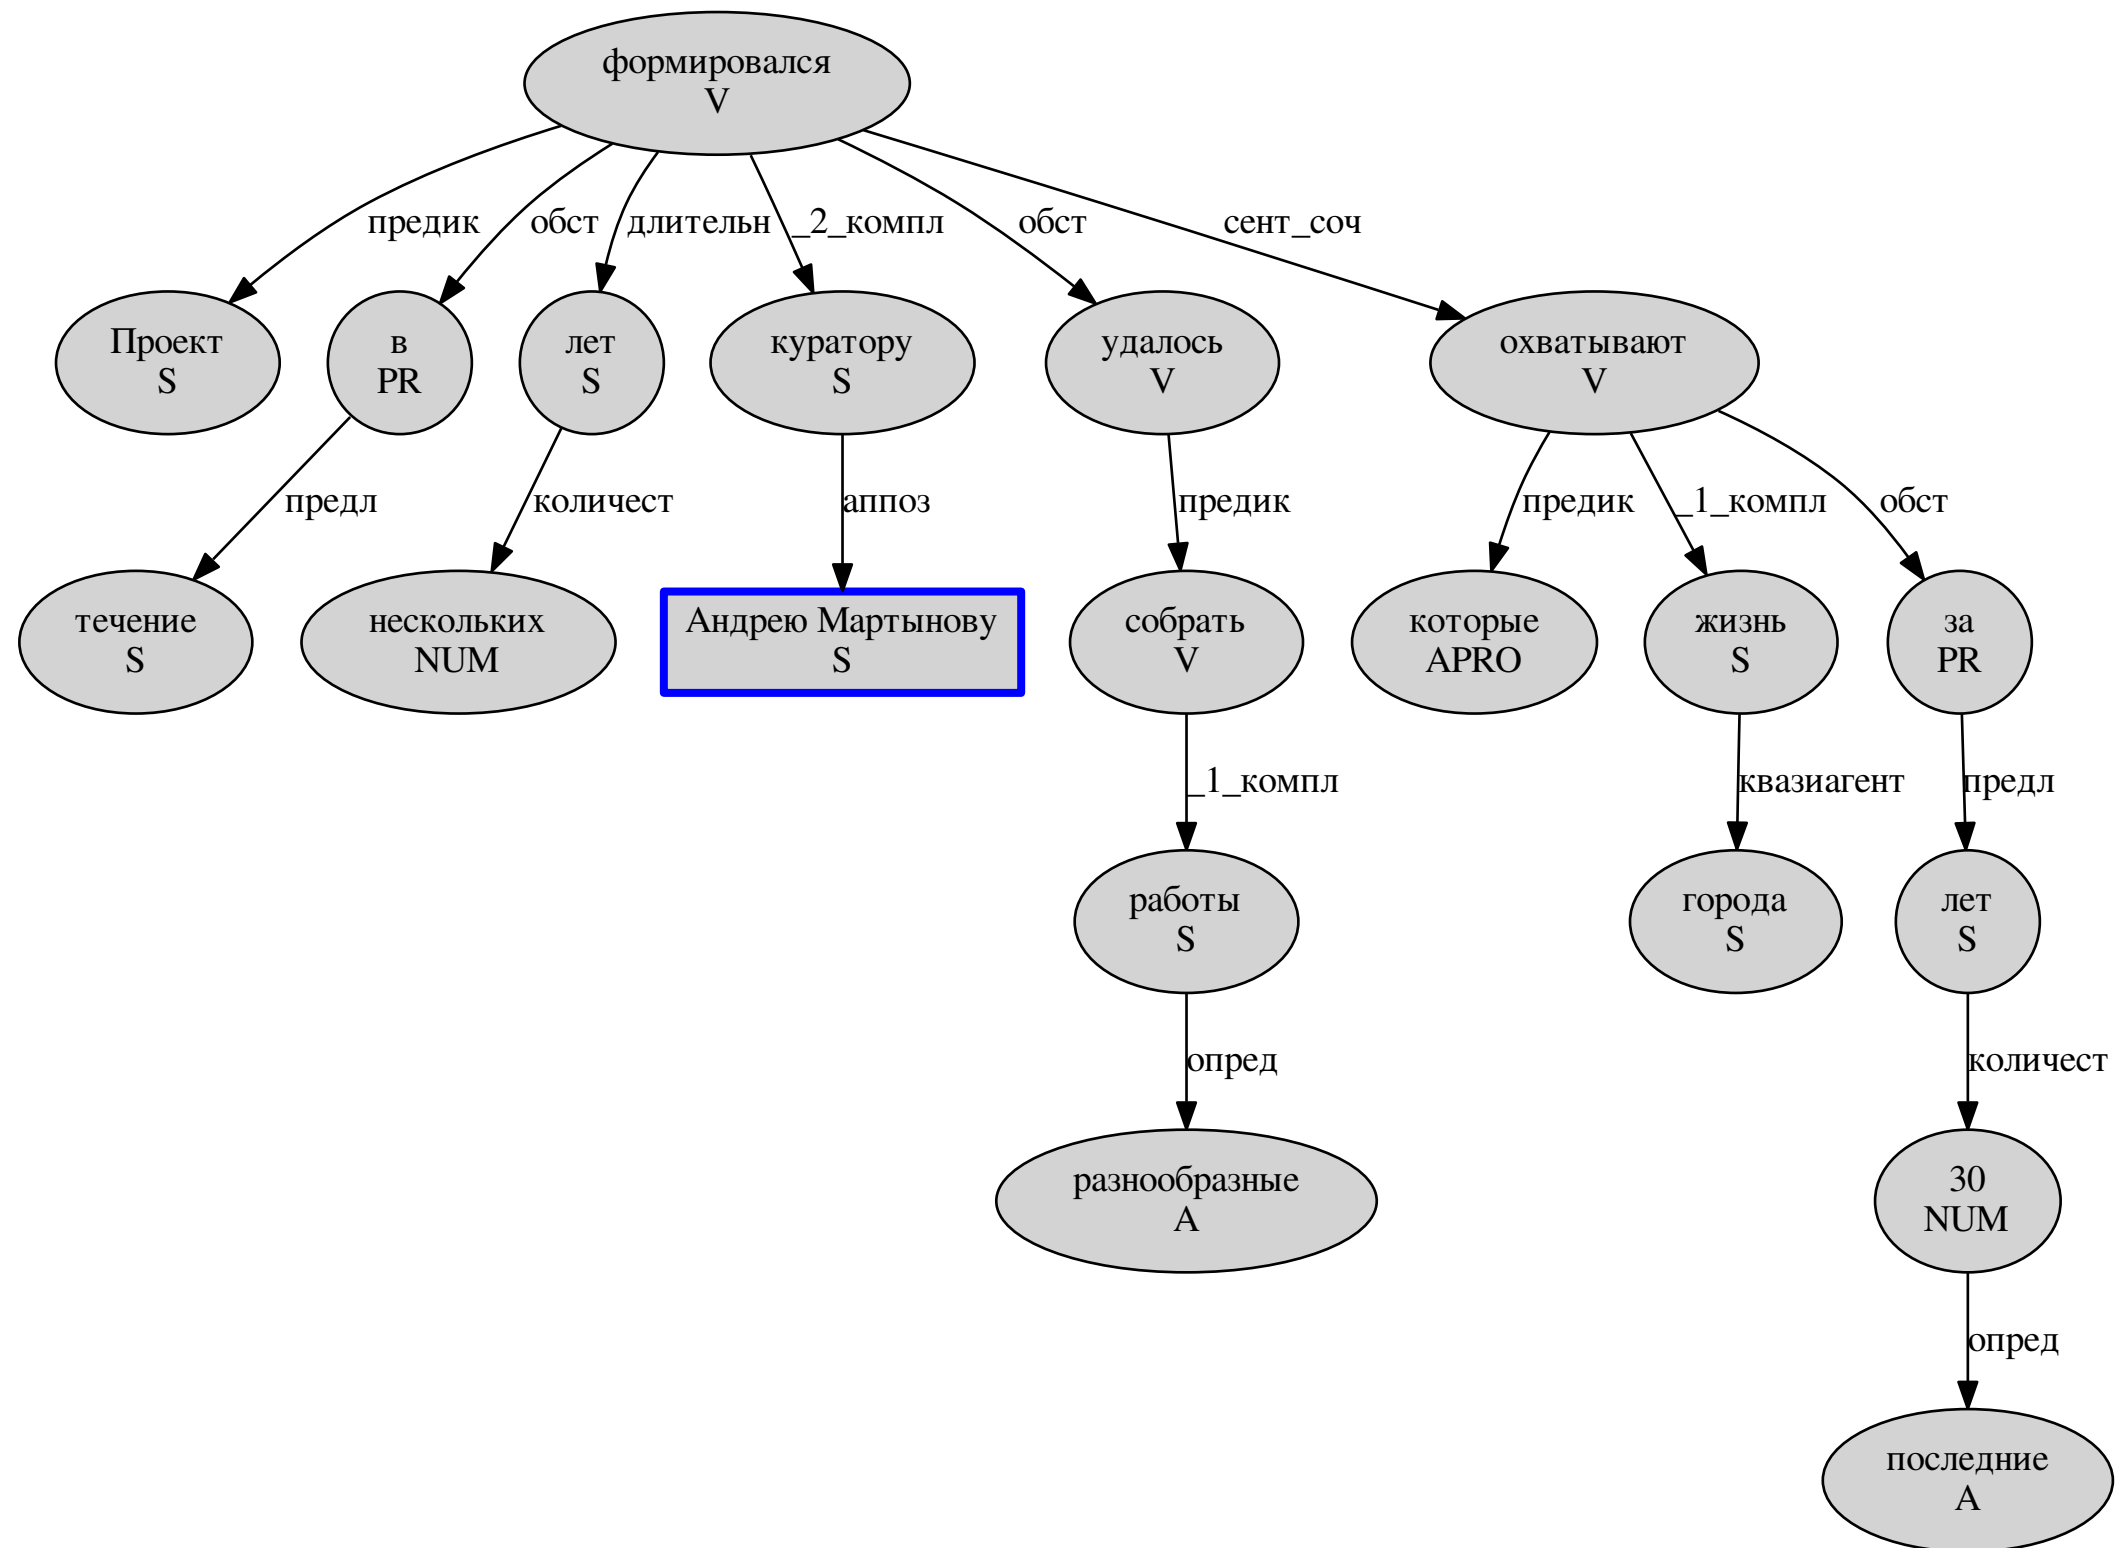 формировался
V
предик
обст
длительн
_2_компл
обст
сент_соч
Проект
S
в
PR
лет
S
куратору
S
удалось
V
охватывают
V
предл
количест
аппоз
предик
предик
_1_компл
обст
течение
S
нескольких
NUM
Андрею Мартынову
S
собрать
V
которые
APRO
жизнь
S
за
PR
_1_компл
квазиагент
предл
работы
S
города
S
лет
S
опред
количест
разнообразные
A
30
NUM
опред
последние
A